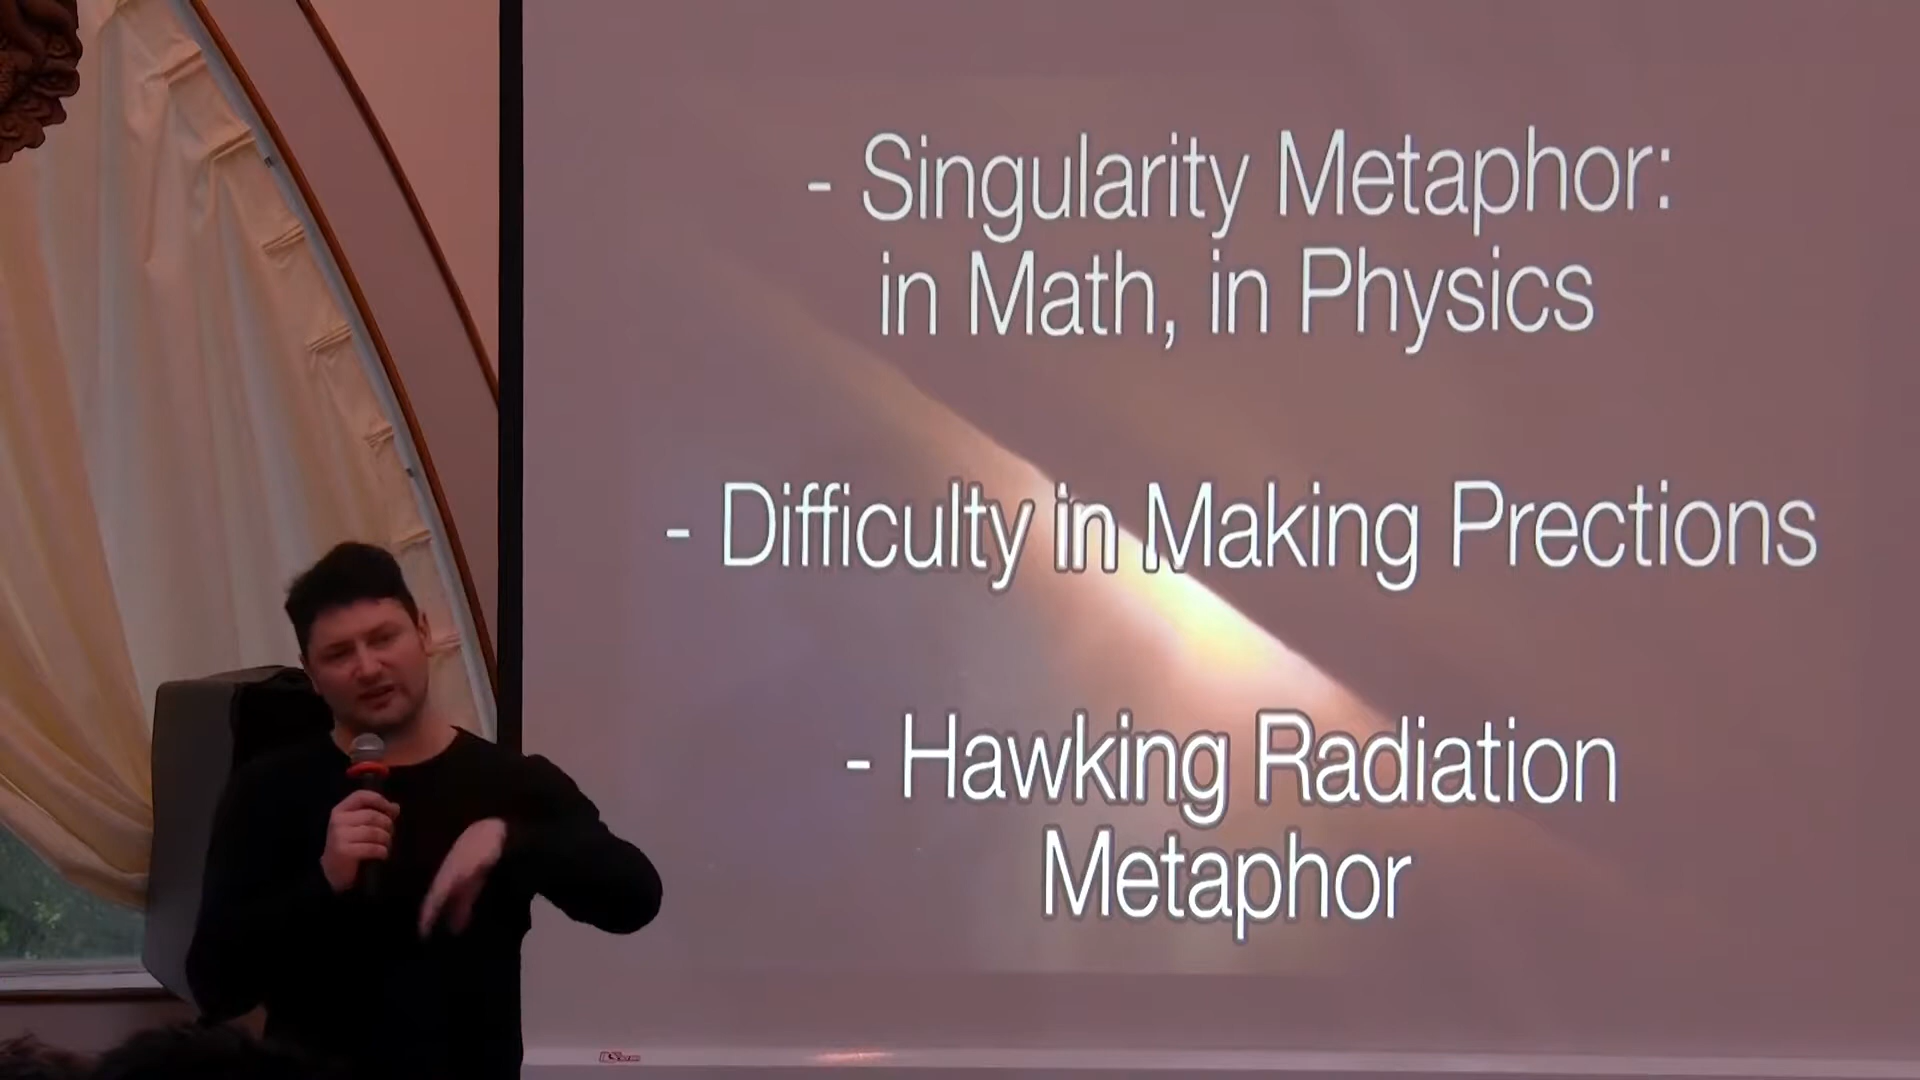 - Singularity Metaphor:
in Math, in Physics
- Difficulty in Making Prections
- Hawking Radiation
Metaphor